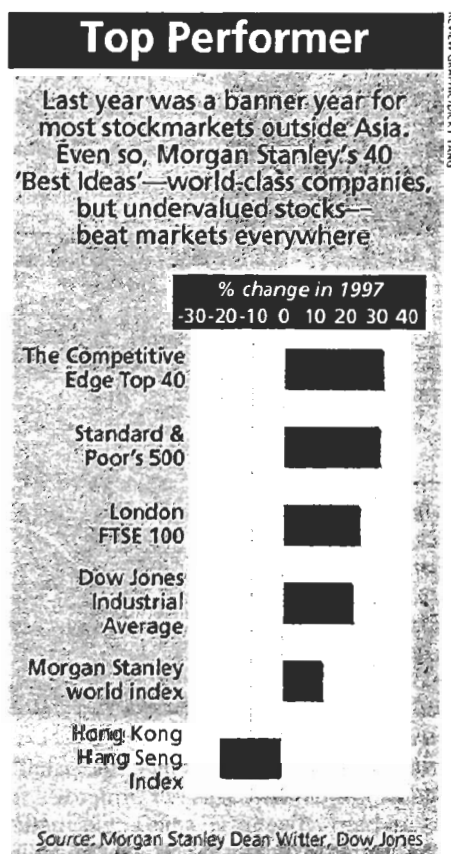 Top Performer
Last year was a banner year for
most stockmarkets outside Asia.
Even so, Morgan Stanley's 40
'Best Ideas'—world-class companies,
but undervalued stocks—
beat markets everywhere
% change in 1997
-30 -20 -10 0 10 20 30 40
The Competitive
Edge Top 40
Standard &
Poor's 500
London
FTSE 100
Dow Jones
Industrial
Average
Morgan Stanley
world index
Hong Kong
Hang Seng
Index
Source: Morgan Stanley Dean Witter, Dow Jones